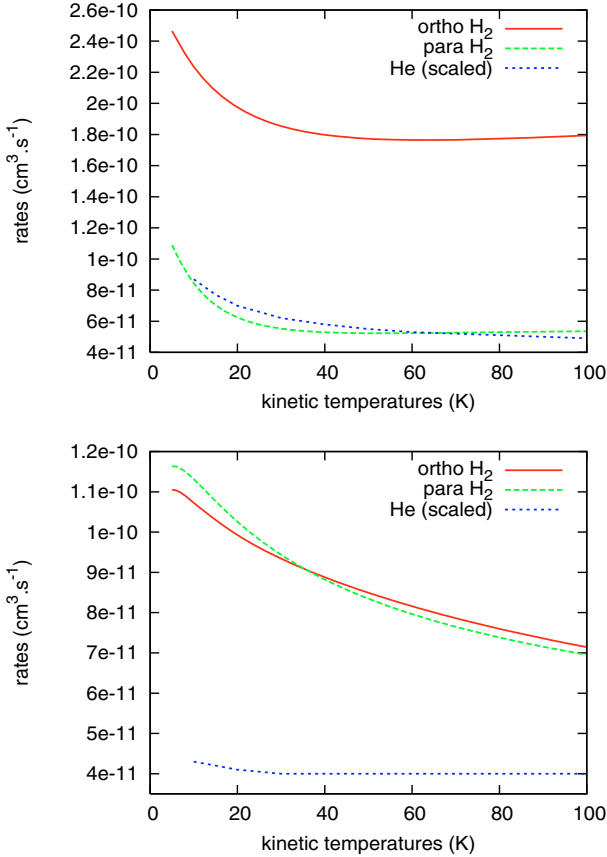 2.6e-10
2.4e-10
2.2e-10
2e-10
1.8e-10
1.6e-10
1.4e-10
1.2e-10
1e-10
8e-11
6e-11
4e-11
rates (cm³.s⁻¹)
ortho H₂
para H₂
He (scaled)
0 20 40 60 80 100
kinetic temperatures (K)
1.2e-10
1.1e-10
1e-10
9e-11
8e-11
7e-11
6e-11
5e-11
4e-11
rates (cm³.s⁻¹)
ortho H₂
para H₂
He (scaled)
0 20 40 60 80 100
kinetic temperatures (K)